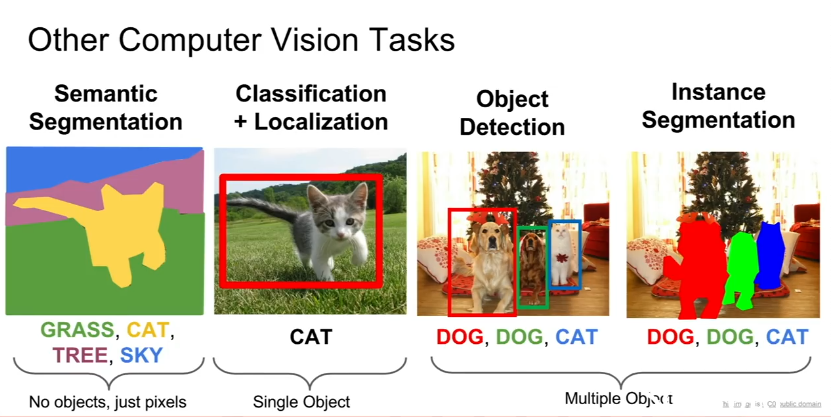 Other Computer Vision Tasks
Semantic
Segmentation
Classification
+ Localization
Object
Detection
Instance
Segmentation
GRASS, CAT,
TREE, SKY
CAT
DOG, DOG, CAT
DOG, DOG, CAT
No objects, just pixels
Single Object
Multiple Object
public domain